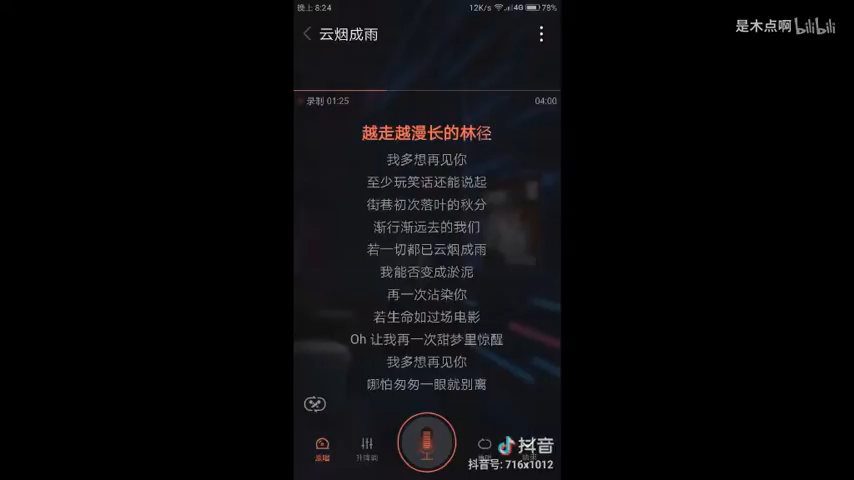 晚上 8:24
12K/s 4G 78%
是木点啊 bilibili
云烟成雨
录制 01:25
04:00
越走越漫长的林径
我多想再见你
至少玩笑话还能说起
街巷初次落叶的秋分
渐行渐远去的我们
若一切都已云烟成雨
我能否变成淤泥
再一次沾染你
若生命如过场电影
Oh 让我再一次甜梦里惊醒
我多想再见你
哪怕匆匆一眼就别离
抖音
原唱
升降调
抖音号: 716x1012